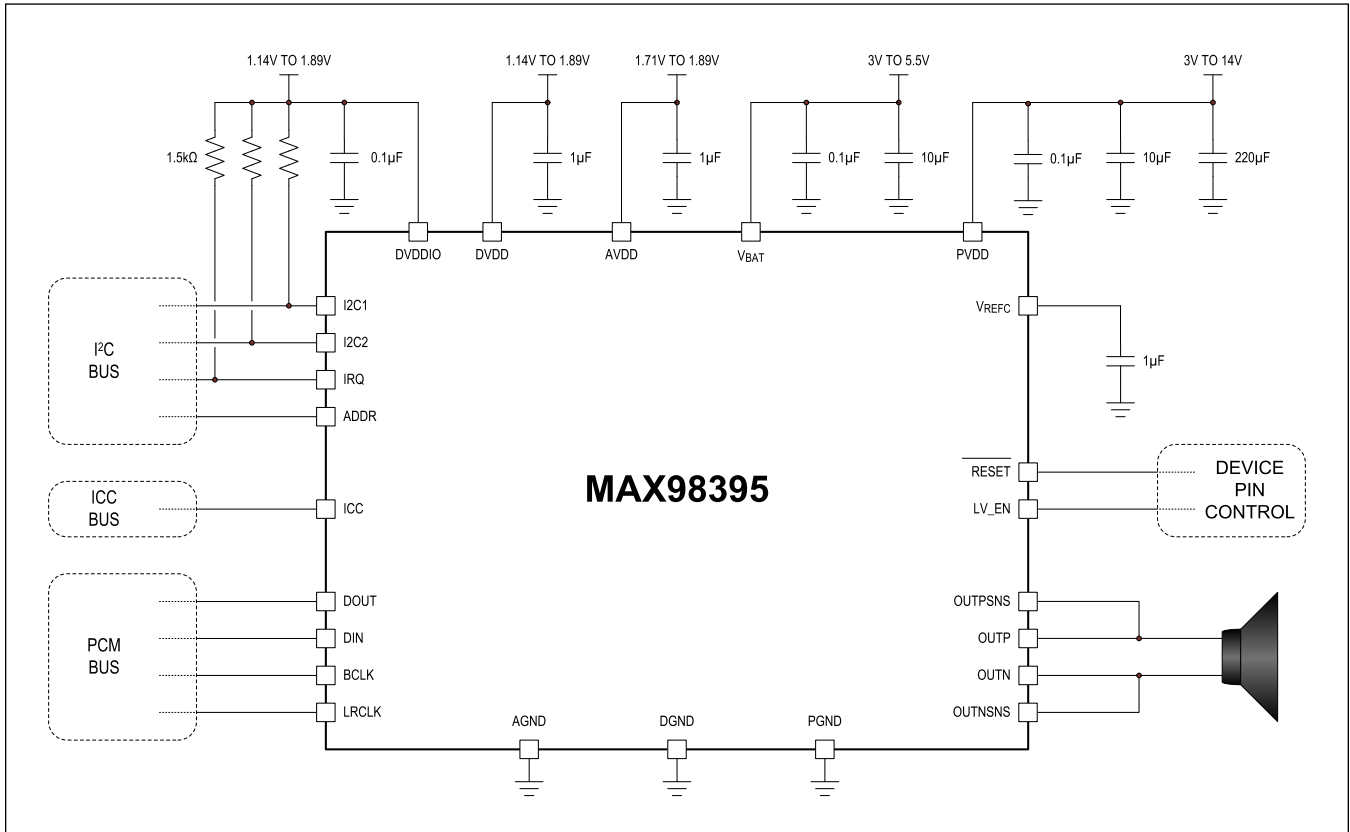 1.14V TO 1.89V
1.14V TO 1.89V
1.71V TO 1.89V
3V TO 5.5V
3V TO 14V
1.5kΩ
0.1µF
1µF
1µF
0.1µF
10µF
0.1µF
10µF
220µF
DVDDIO
DVDD
AVDD
VBAT
PVDD
I²C
BUS
I2C1
I2C2
IRQ
ADDR
VREFC
1µF
ICC
BUS
ICC
MAX98395
RESET
LV_EN
DEVICE
PIN
CONTROL
PCM
BUS
DOUT
DIN
BCLK
LRCLK
OUTPSNS
OUTP
OUTN
OUTNSNS
AGND
DGND
PGND